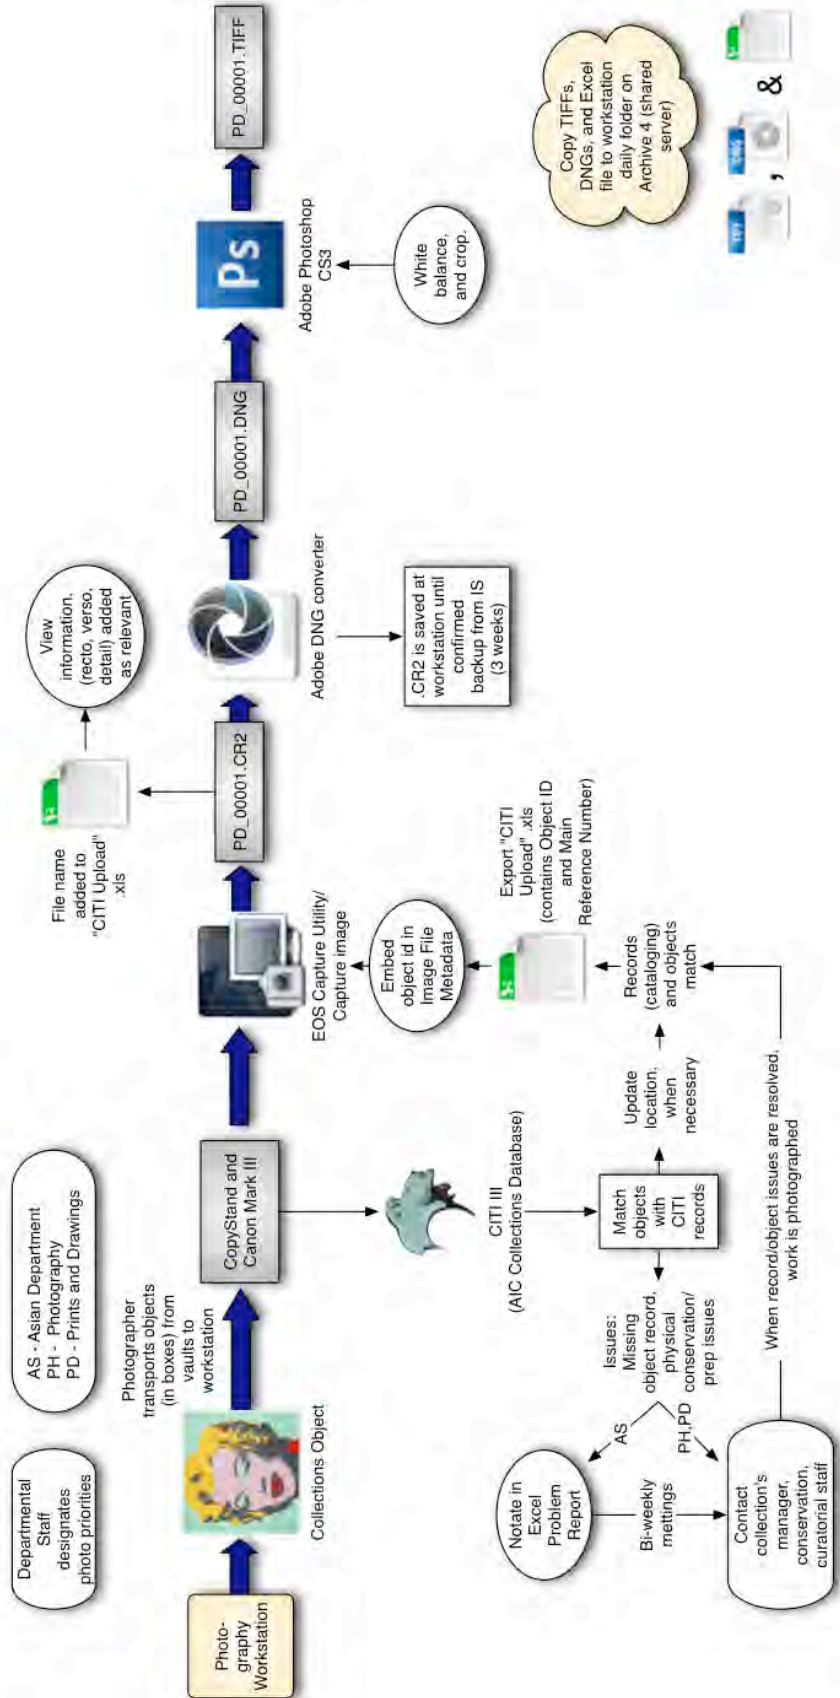 Departmental
Staff
designates
photo priorities
AS - Asian Department
PH - Photography
PD - Prints and Drawings
Photo-
graphy
Workstation
Collections Object
Photographer
transports objects
(in boxes) from
vaults to
workstation
CopyStand and
Canon Mark III
EOS Capture Utility/
Capture image
PD_00001.CR2
File name
added to
"CITI Upload"
.xls
View
information,
(recto, verso,
detail) added
as relevant
Adobe DNG converter
.CR2 is saved at
workstation until
confirmed
backup from IS
(3 weeks)
PD_00001.DNG
Ps
Adobe Photoshop
CS3
White
balance,
and crop.
PD_00001.TIFF
CITI III
(AIC Collections Database)
Match
objects
with CITI
records
Issues:
Missing
object record,
physical
conservation/
prep issues
AS
PH,PD
Notate in
Excel
Problem
Report
Bi-weekly
mettings
Contact
collection's
manager,
conservation,
curatorial staff
When record/object issues are resolved,
work is photographed
Update
location,
when
necessary
Records
(cataloging)
and objects
match
Export "CITI
Upload" .xls
(contains Object ID
and Main
Reference Number)
Embed
object id in
Image File
Metadata
Copy TIFFs,
DNGs, and Excel
file to workstation
daily folder on
Archive 4 (shared
server)
, &